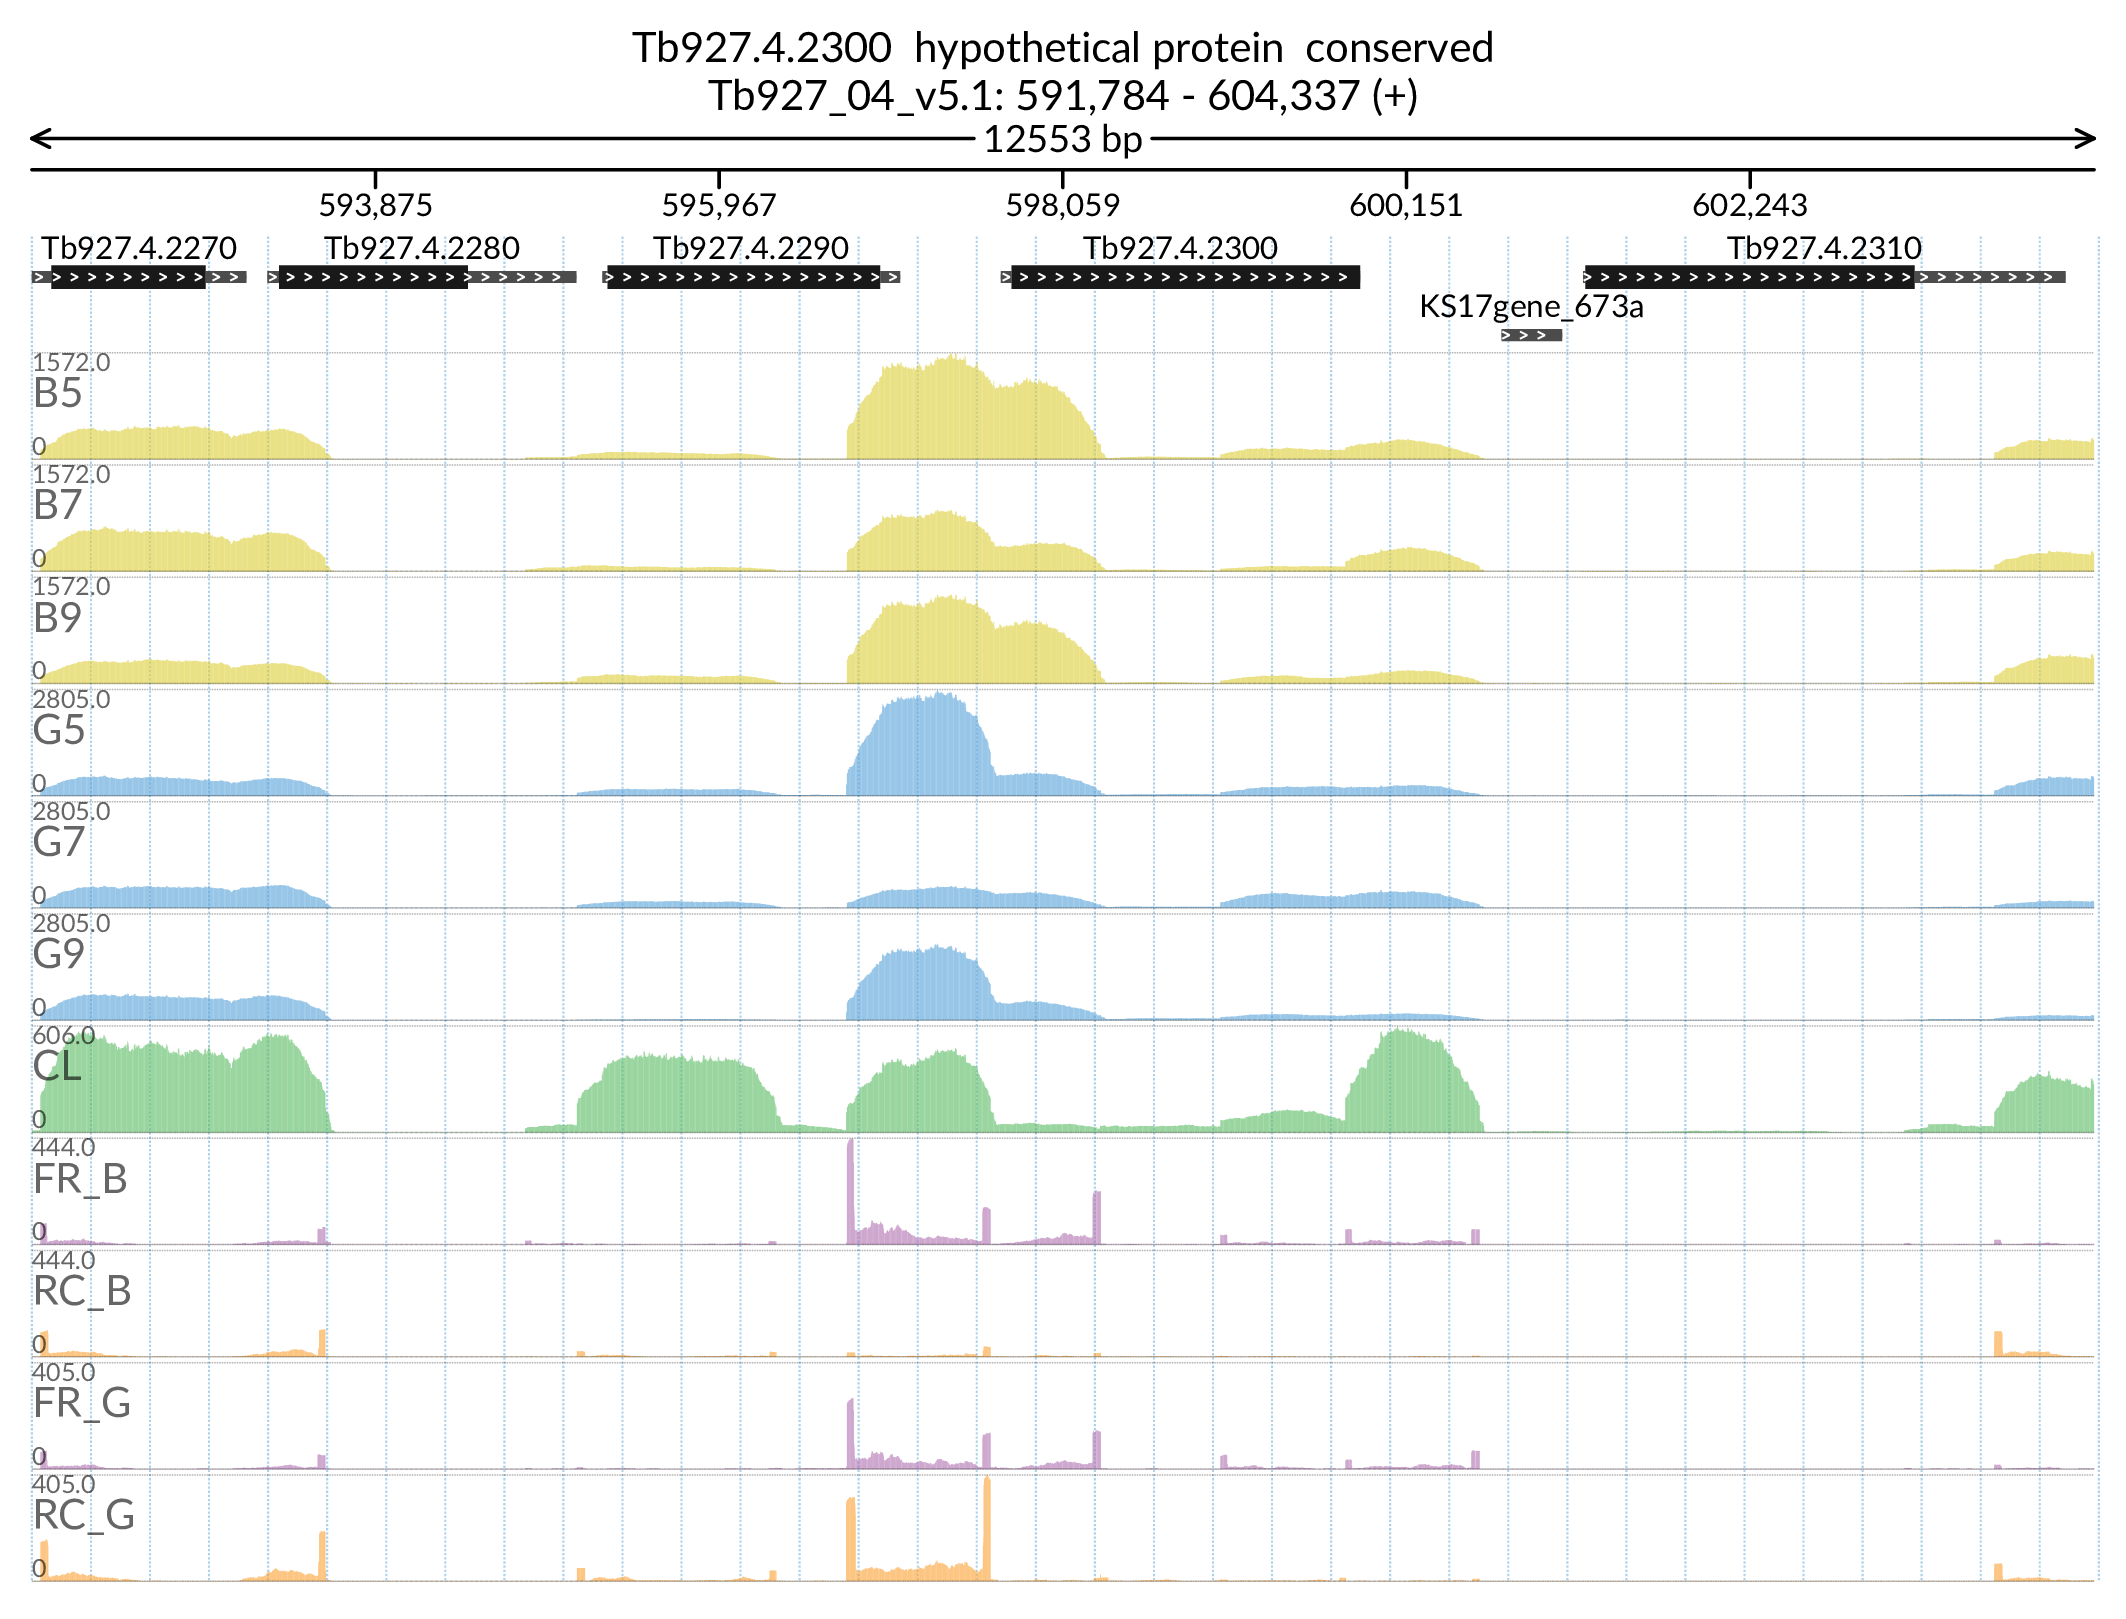 Tb927.4.2300 hypothetical protein conserved
Tb927_04_v5.1: 591,784 - 604,337 (+)
12553 bp
593,875 595,967 598,059 600,151 602,243
Tb927.4.2270 Tb927.4.2280 Tb927.4.2290 Tb927.4.2300 Tb927.4.2310
KS17gene_673a
1572.0
B5
0
1572.0
B7
0
1572.0
B9
0
2805.0
G5
0
2805.0
G7
0
2805.0
G9
0
606.0
CL
0
444.0
FR_B
0
444.0
RC_B
0
405.0
FR_G
0
405.0
RC_G
0